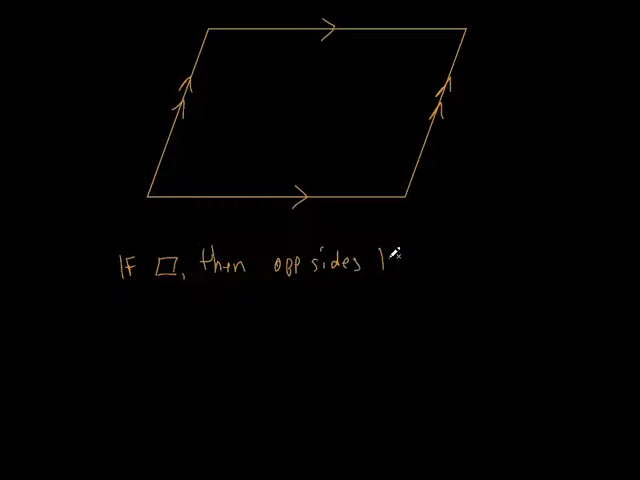 If ▱, then opp sides |